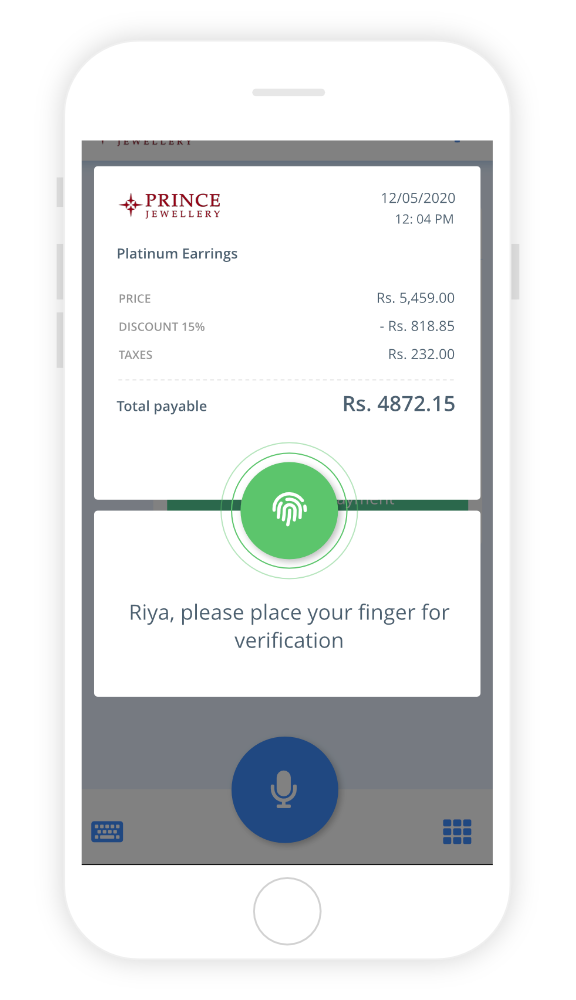 JEWELLERY
PRINCE
JEWELLERY
12/05/2020
12: 04 PM
Platinum Earrings
PRICE
Rs. 5,459.00
DISCOUNT 15%
- Rs. 818.85
TAXES
Rs. 232.00
Total payable
Rs. 4872.15
Riya, please place your finger for
verification